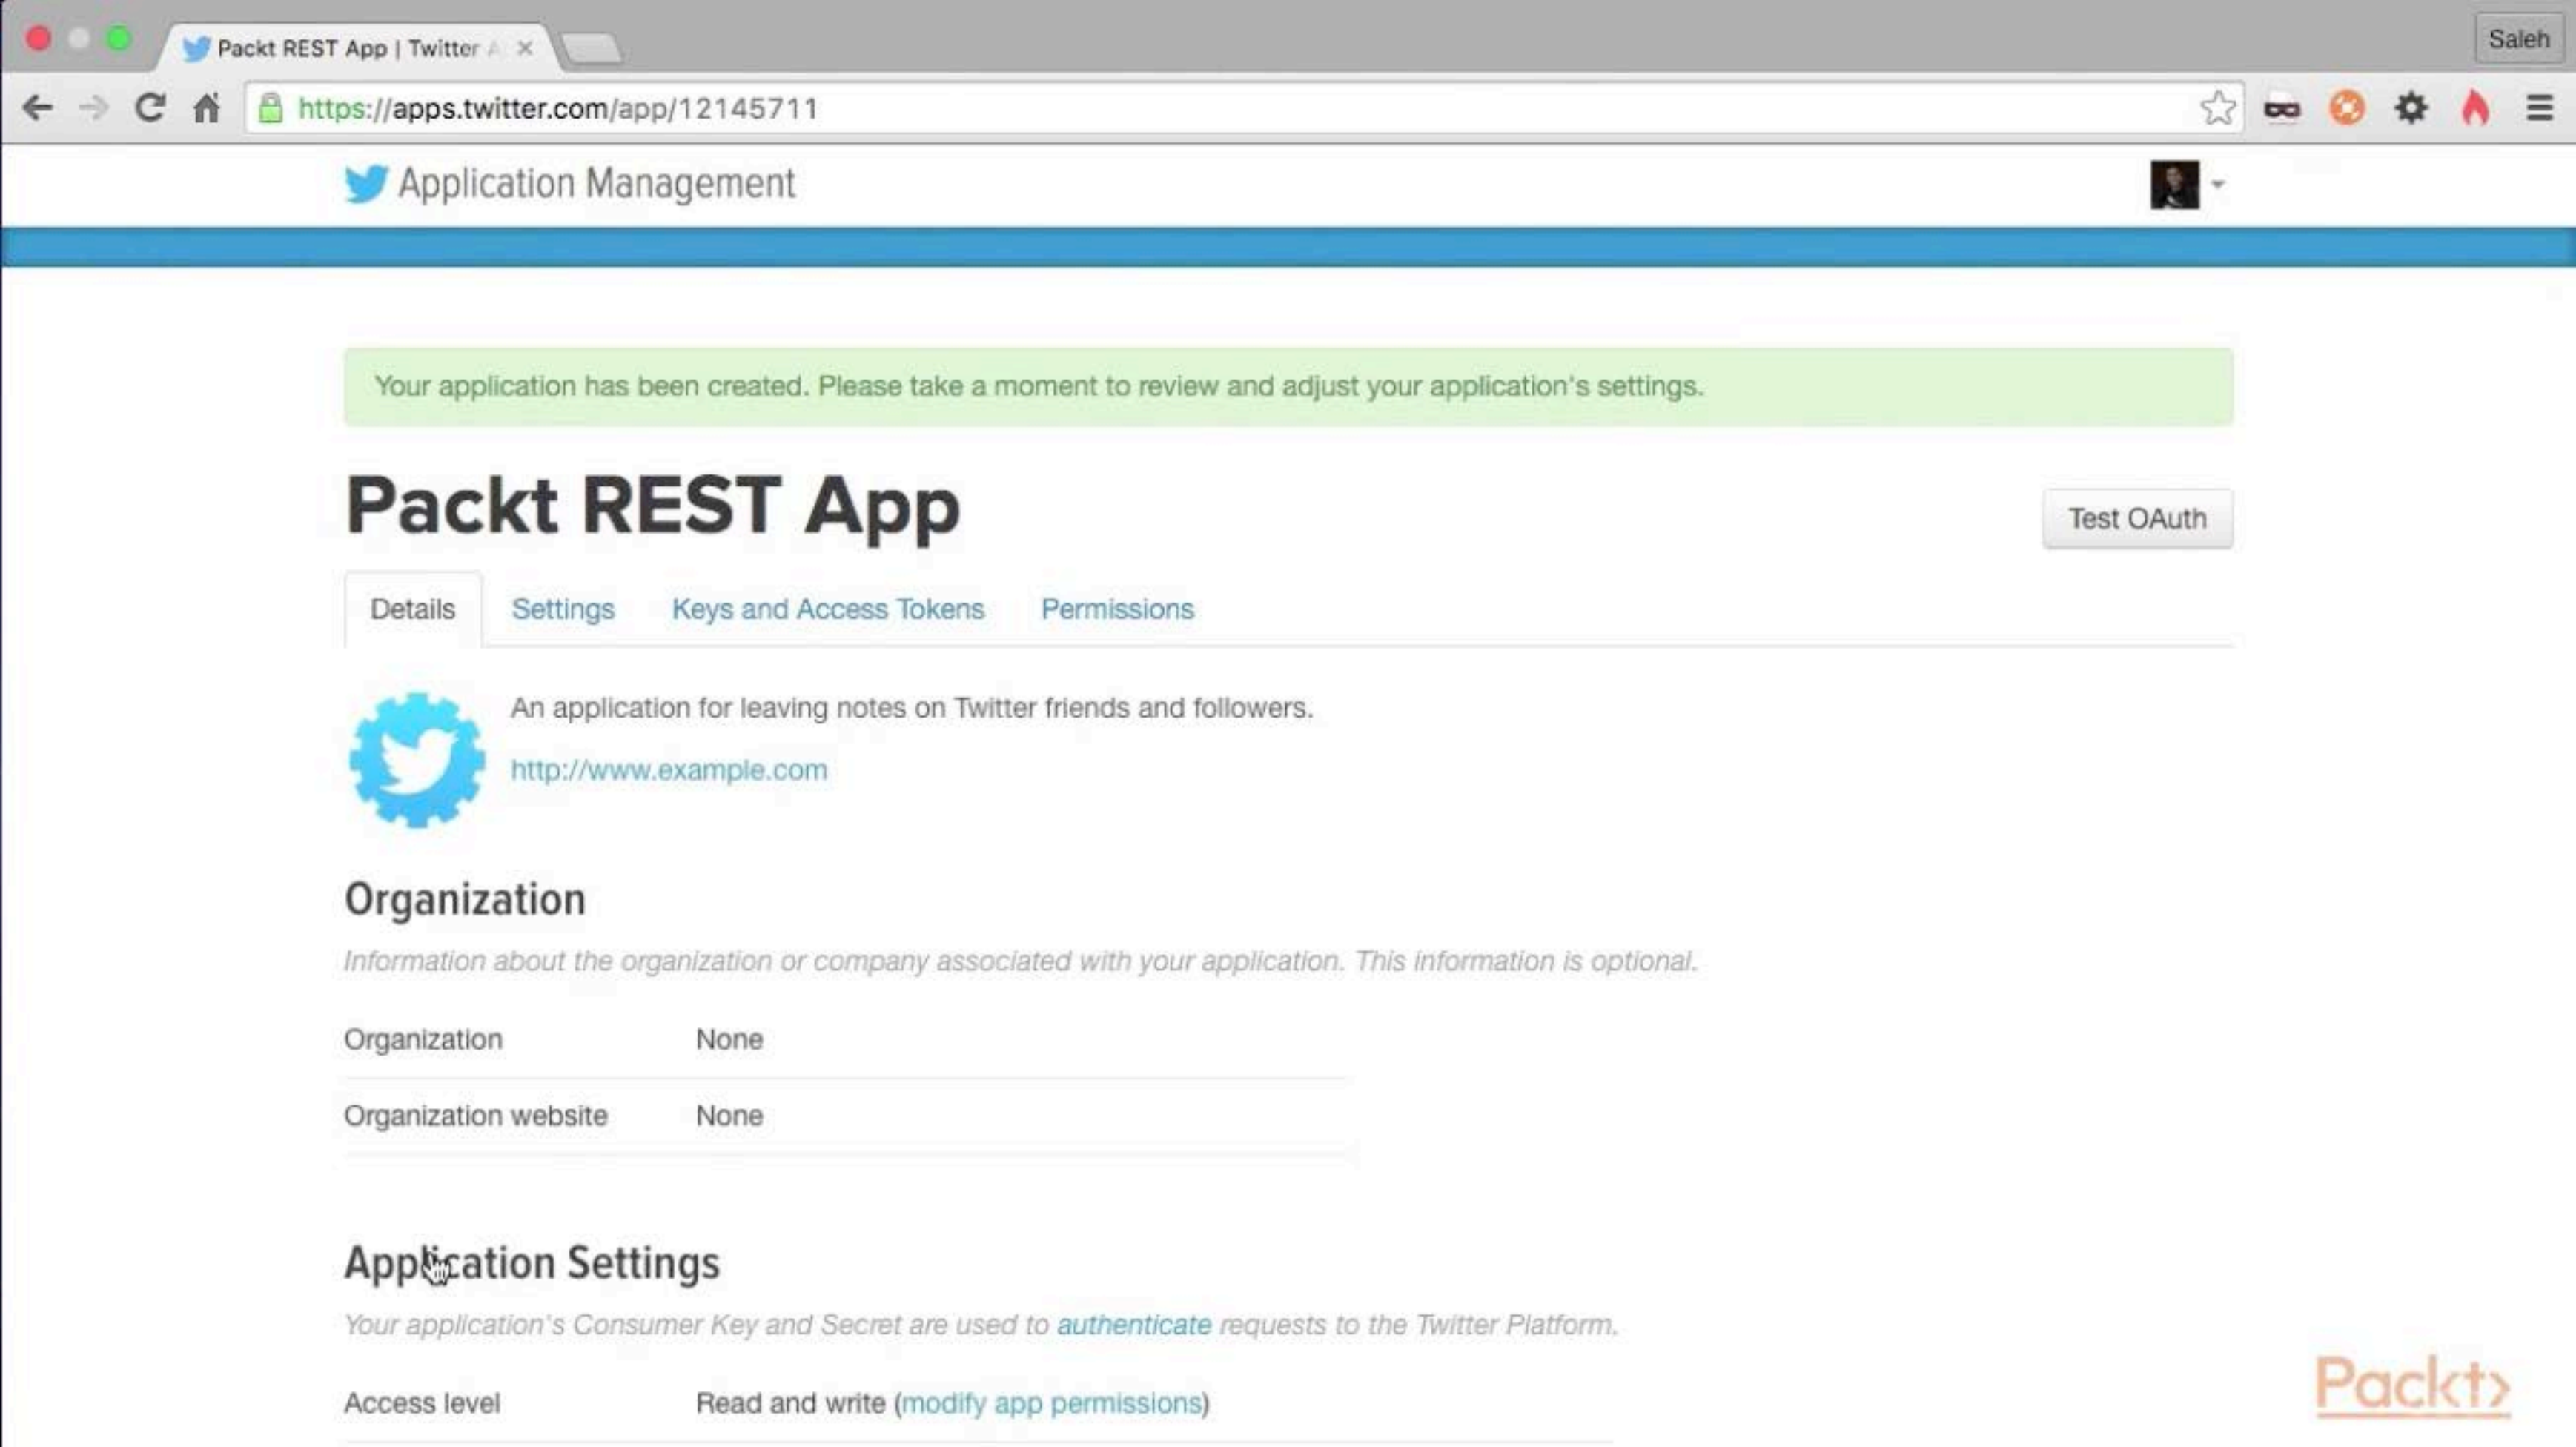 Packt REST App | Twitter
Saleh
https://apps.twitter.com/app/12145711
Application Management
Your application has been created. Please take a moment to review and adjust your application's settings.
Packt REST App
Test OAuth
Details Settings Keys and Access Tokens Permissions
An application for leaving notes on Twitter friends and followers.
http://www.example.com
Organization
Information about the organization or company associated with your application. This information is optional.
Organization None
Organization website None
Application Settings
Your application's Consumer Key and Secret are used to authenticate requests to the Twitter Platform.
Access level Read and write (modify app permissions)
Packt>